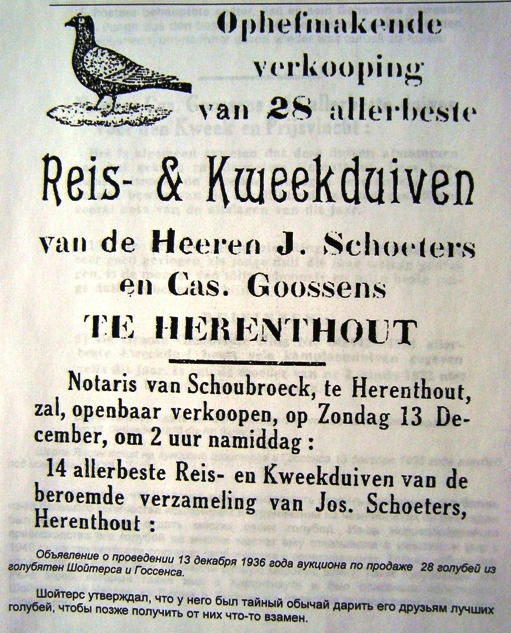 Ophefmakende
verkooping
van 28 allerbeste
Reis- & Kweekduiven
van de Heeren J. Schoeters
en Cas. Goossens
TE HERENTHOUT
Notaris van Schoubroeck, te Herenthout,
zal, openbaar verkoopen, op Zondag 13 De-
cember, om 2 uur namiddag :
14 allerbeste Reis- en Kweekduiven van de
beroemde verzameling van Jos. Schoeters,
Herenthout :
Объявление о проведении 13 декабря 1936 года аукциона по продаже 28 голубей из
голубятен Шойтерса и Госсенса.
Шойтерс утверждал, что у него был тайный обычай дарить его друзьям лучших
голубей, чтобы позже получить от них что-то взамен.